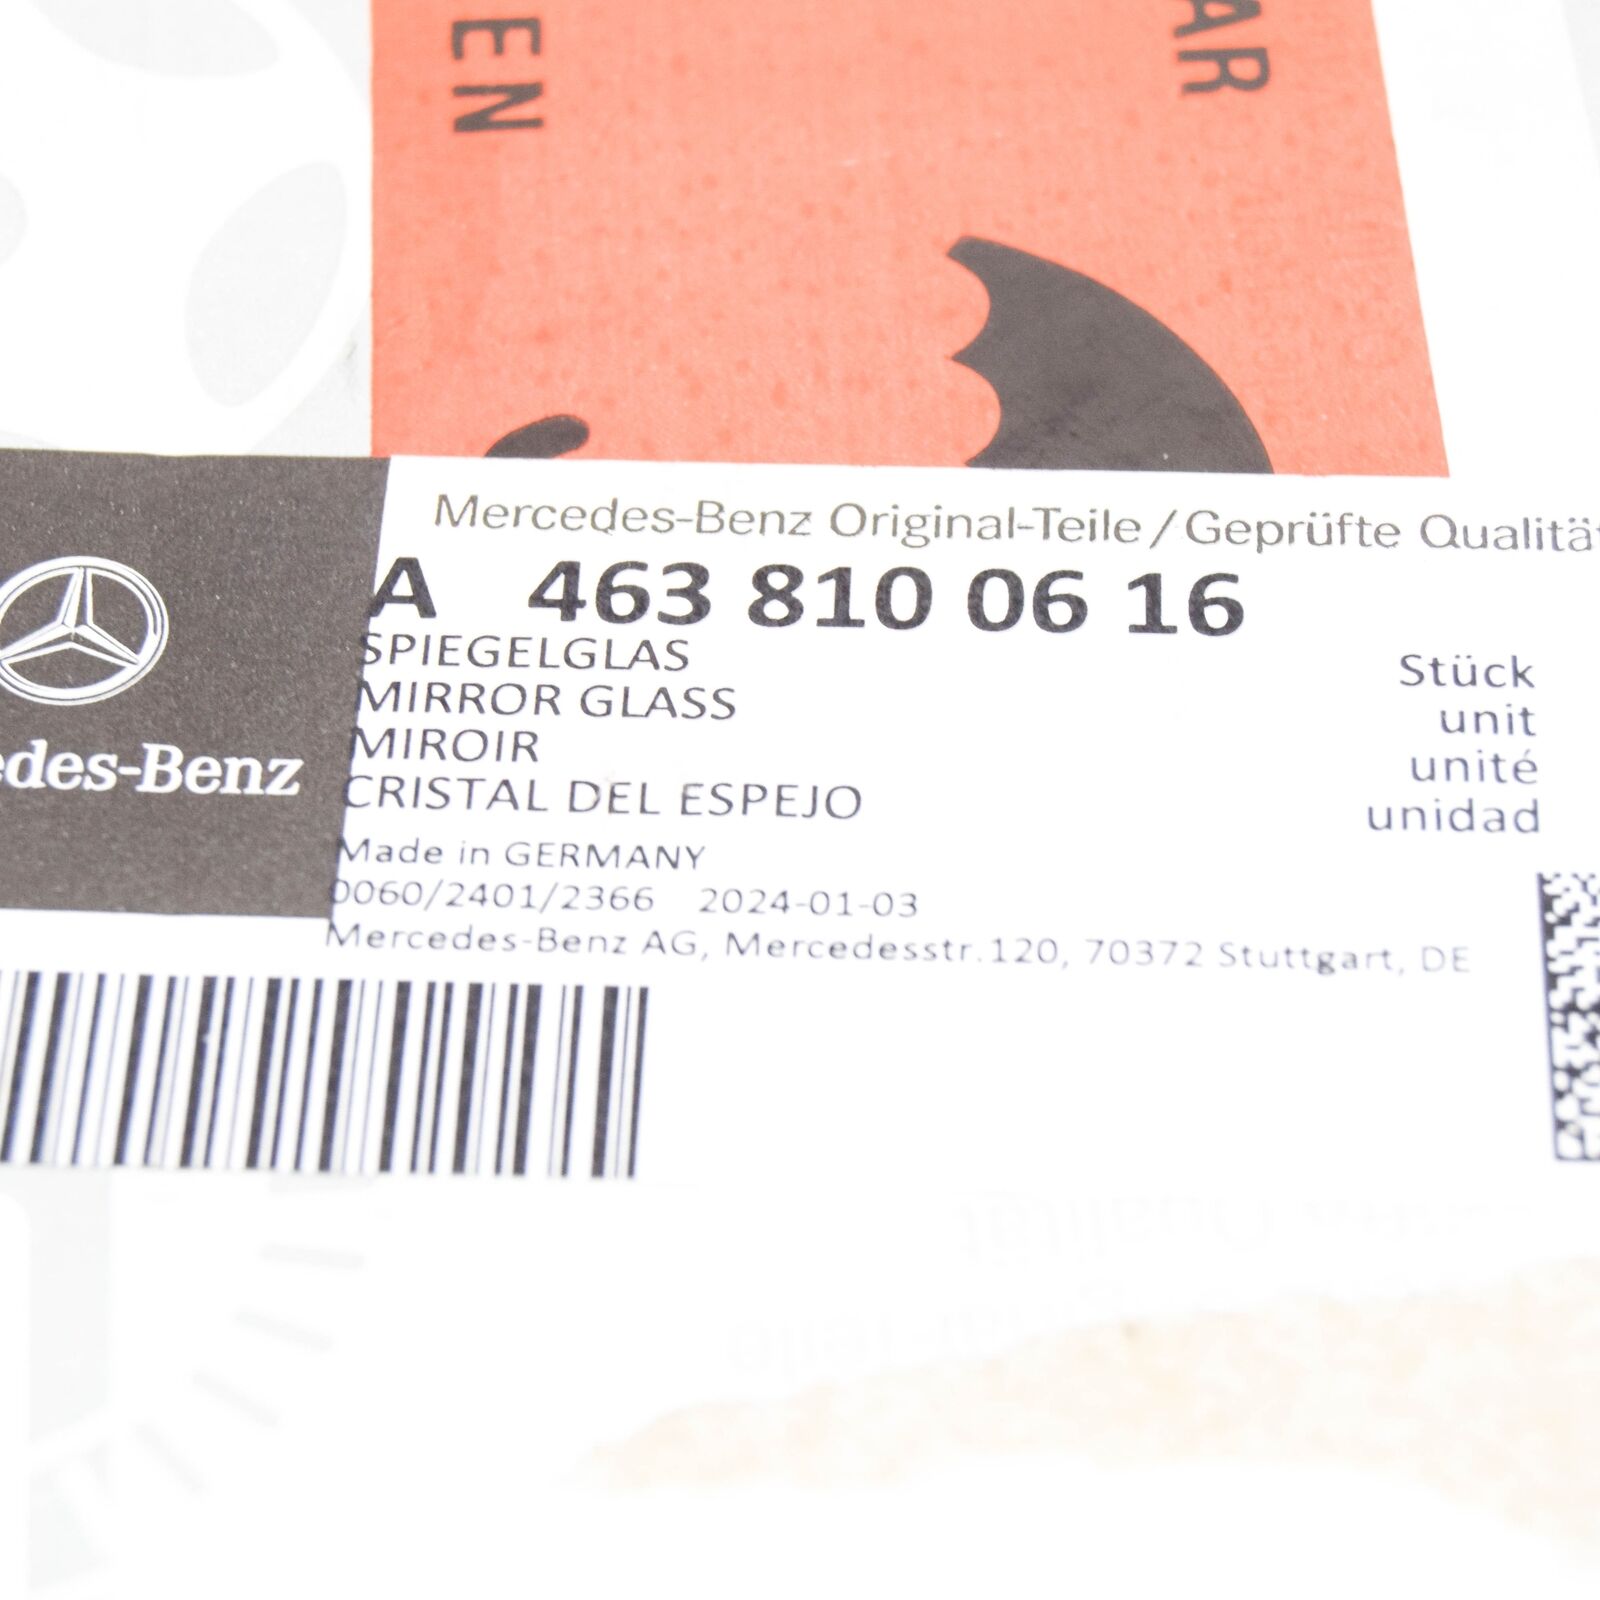 EN
AR
Mercedes-Benz Original-Teile/Geprüfte Qualität
A 463 810 06 16
SPIEGELGLAS
MIRROR GLASS
MIROIR
CRISTAL DEL ESPEJO
Stück
unit
unité
unidad
edes-Benz
Made in GERMANY
0060/2401/2366 2024-01-03
Mercedes-Benz AG, Mercedesstr.120, 70372 Stuttgart, DE